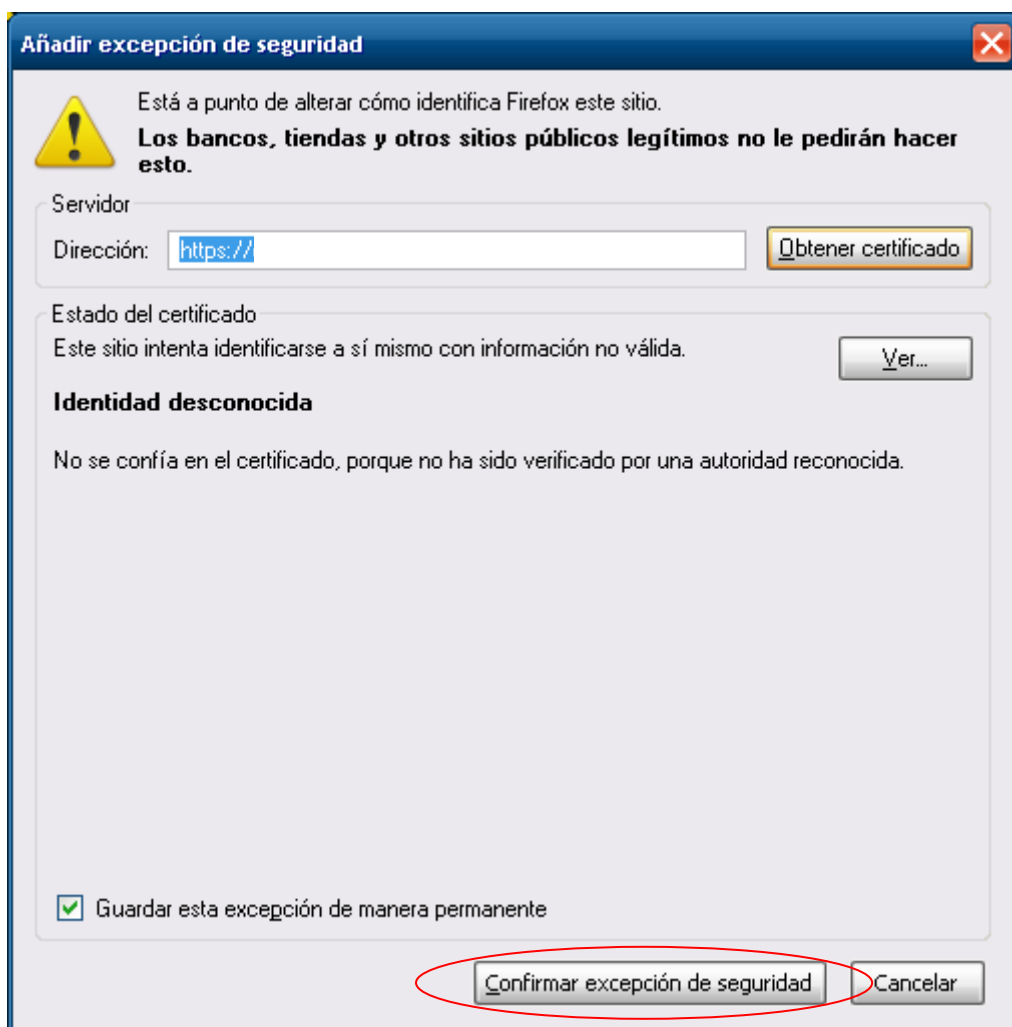 Añadir excepción de seguridad
Está a punto de alterar cómo identifica Firefox este sitio.
Los bancos, tiendas y otros sitios públicos legítimos no le pedirán hacer
esto.
Servidor
Dirección: https:// Obtener certificado
Estado del certificado
Este sitio intenta identificarse a sí mismo con información no válida.
Ver...
Identidad desconocida
No se confía en el certificado, porque no ha sido verificado por una autoridad reconocida.
Guardar esta excepción de manera permanente
Confirmar excepción de seguridad Cancelar